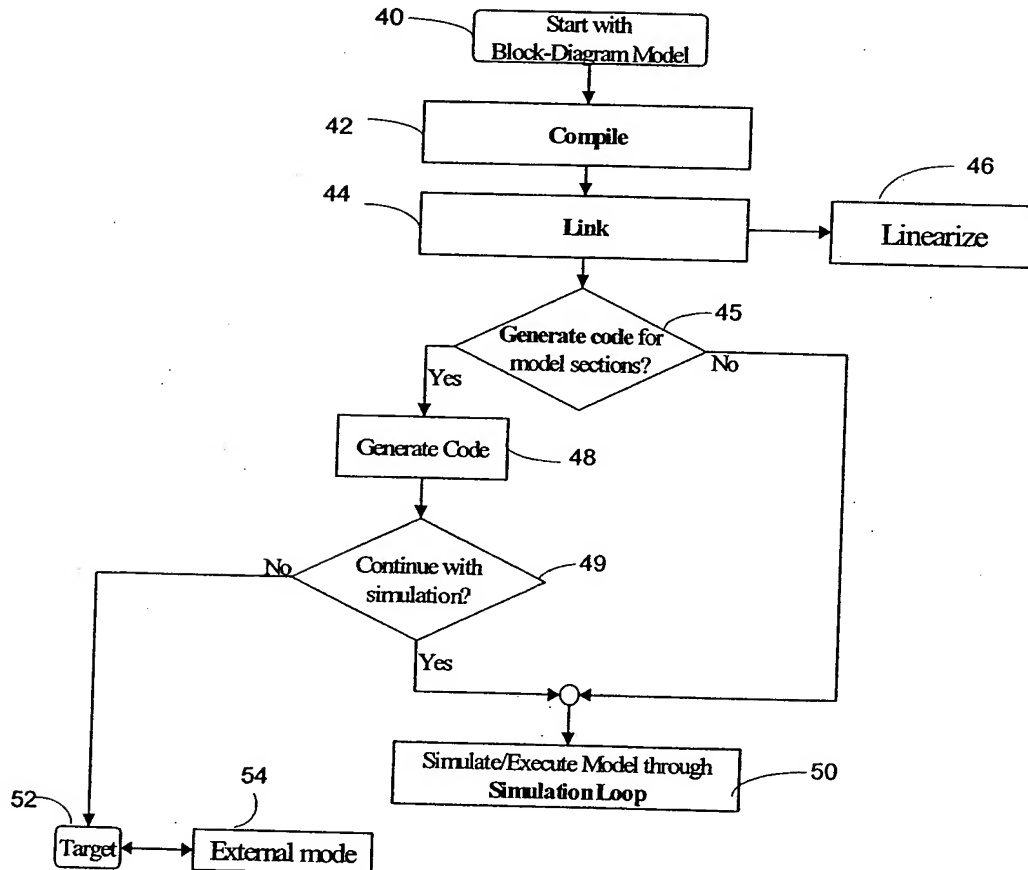 40
Start with
Block-Diagram Model
42
Compile
46
44
Link
Linearize
45
Generate code for
model sections?
Yes
No
Generate Code
48
No
Continue with
simulation?
49
Yes
Simulate/Execute Model through
Simulation Loop
50
52
54
Target
External mode